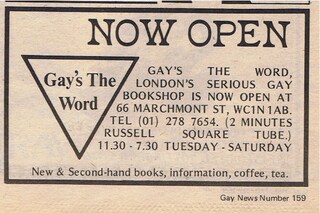 NOW OPEN
Gay's The
Word
GAY'S THE WORD,
LONDON'S SERIOUS GAY
BOOKSHOP IS NOW OPEN AT
66 MARCHMONT ST, WC1N 1AB.
TEL (01) 278 7654. (2 MINUTES
RUSSELL SQUARE TUBE.)
11.30 - 7.30 TUESDAY - SATURDAY
New & Second-hand books, information, coffee, tea.
Gay News Number 159